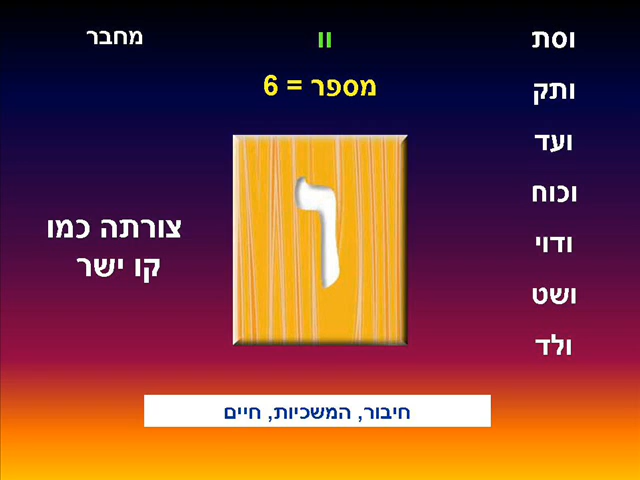 וסת
ותק
ועד
וכוח
ודוי
ושט
ולד
וו
מספר = 6
ו
מחבר
צורתה כמו
קו ישר
חיבור, המשכיות, חיים